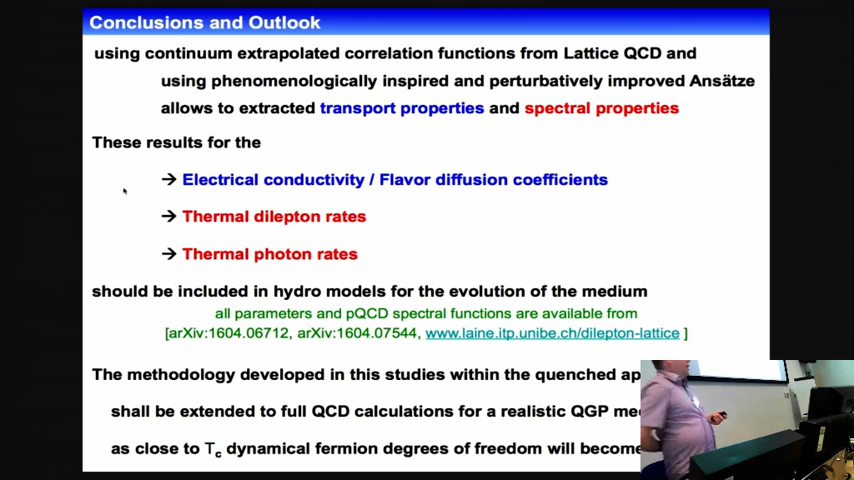 Conclusions and Outlook
using continuum extrapolated correlation functions from Lattice QCD and
using phenomenologically inspired and perturbatively improved Ansätze
allows to extracted transport properties and spectral properties
These results for the
→ Electrical conductivity / Flavor diffusion coefficients
→ Thermal dilepton rates
→ Thermal photon rates
should be included in hydro models for the evolution of the medium
all parameters and pQCD spectral functions are available from
[arXiv:1604.06712, arXiv:1604.07544, www.laine.itp.unibe.ch/dilepton-lattice ]
The methodology developed in this studies within the quenched ap
shall be extended to full QCD calculations for a realistic QGP me
as close to Tc dynamical fermion degrees of freedom will become